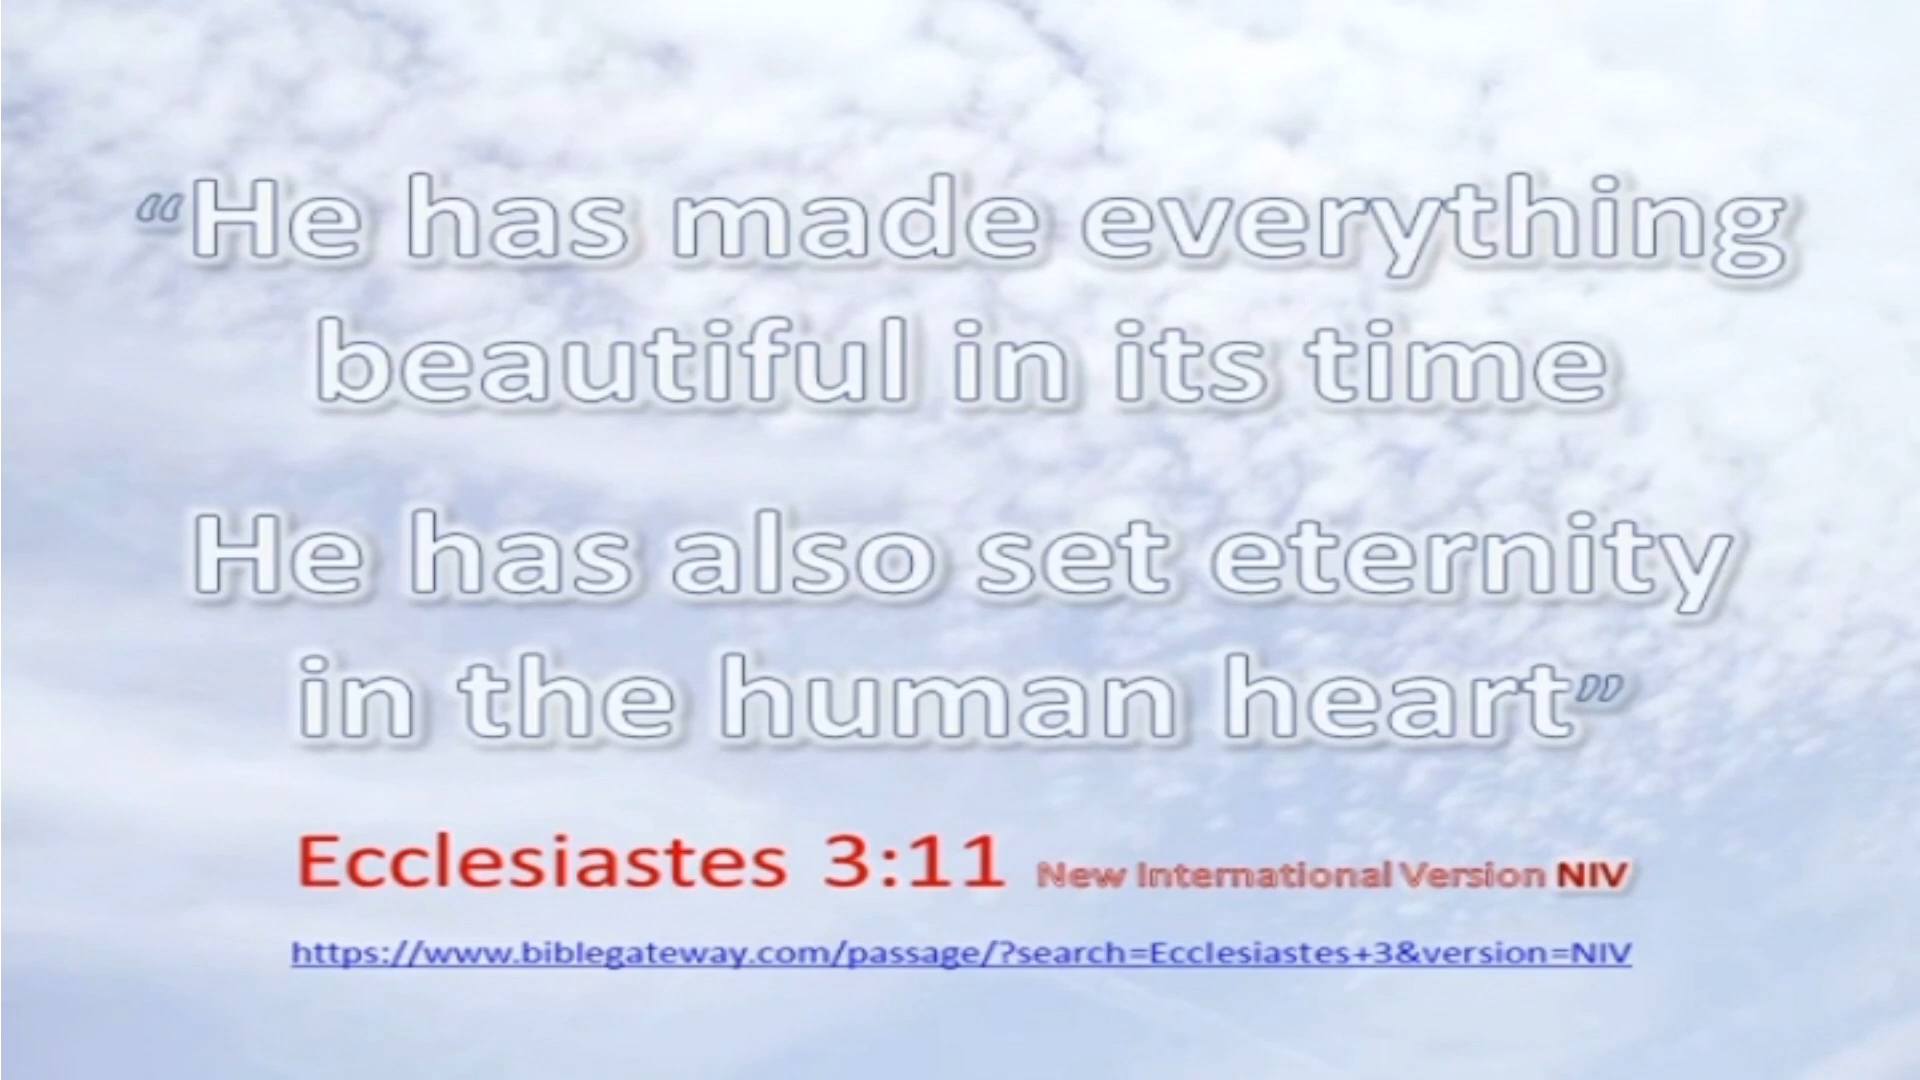 “He has made everything
beautiful in its time
He has also set eternity
in the human heart”
Ecclesiastes 3:11 New International Version NIV
https://www.biblegateway.com/passage/?search=Ecclesiastes+3&version=NIV